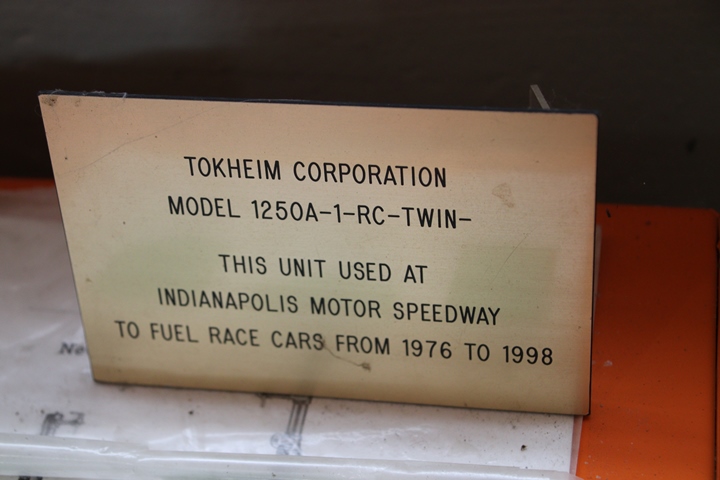 TOKHEIM CORPORATION
MODEL 1250A-1-RC-TWIN-
THIS UNIT USED AT
INDIANAPOLIS MOTOR SPEEDWAY
TO FUEL RACE CARS FROM 1976 TO 1998
No